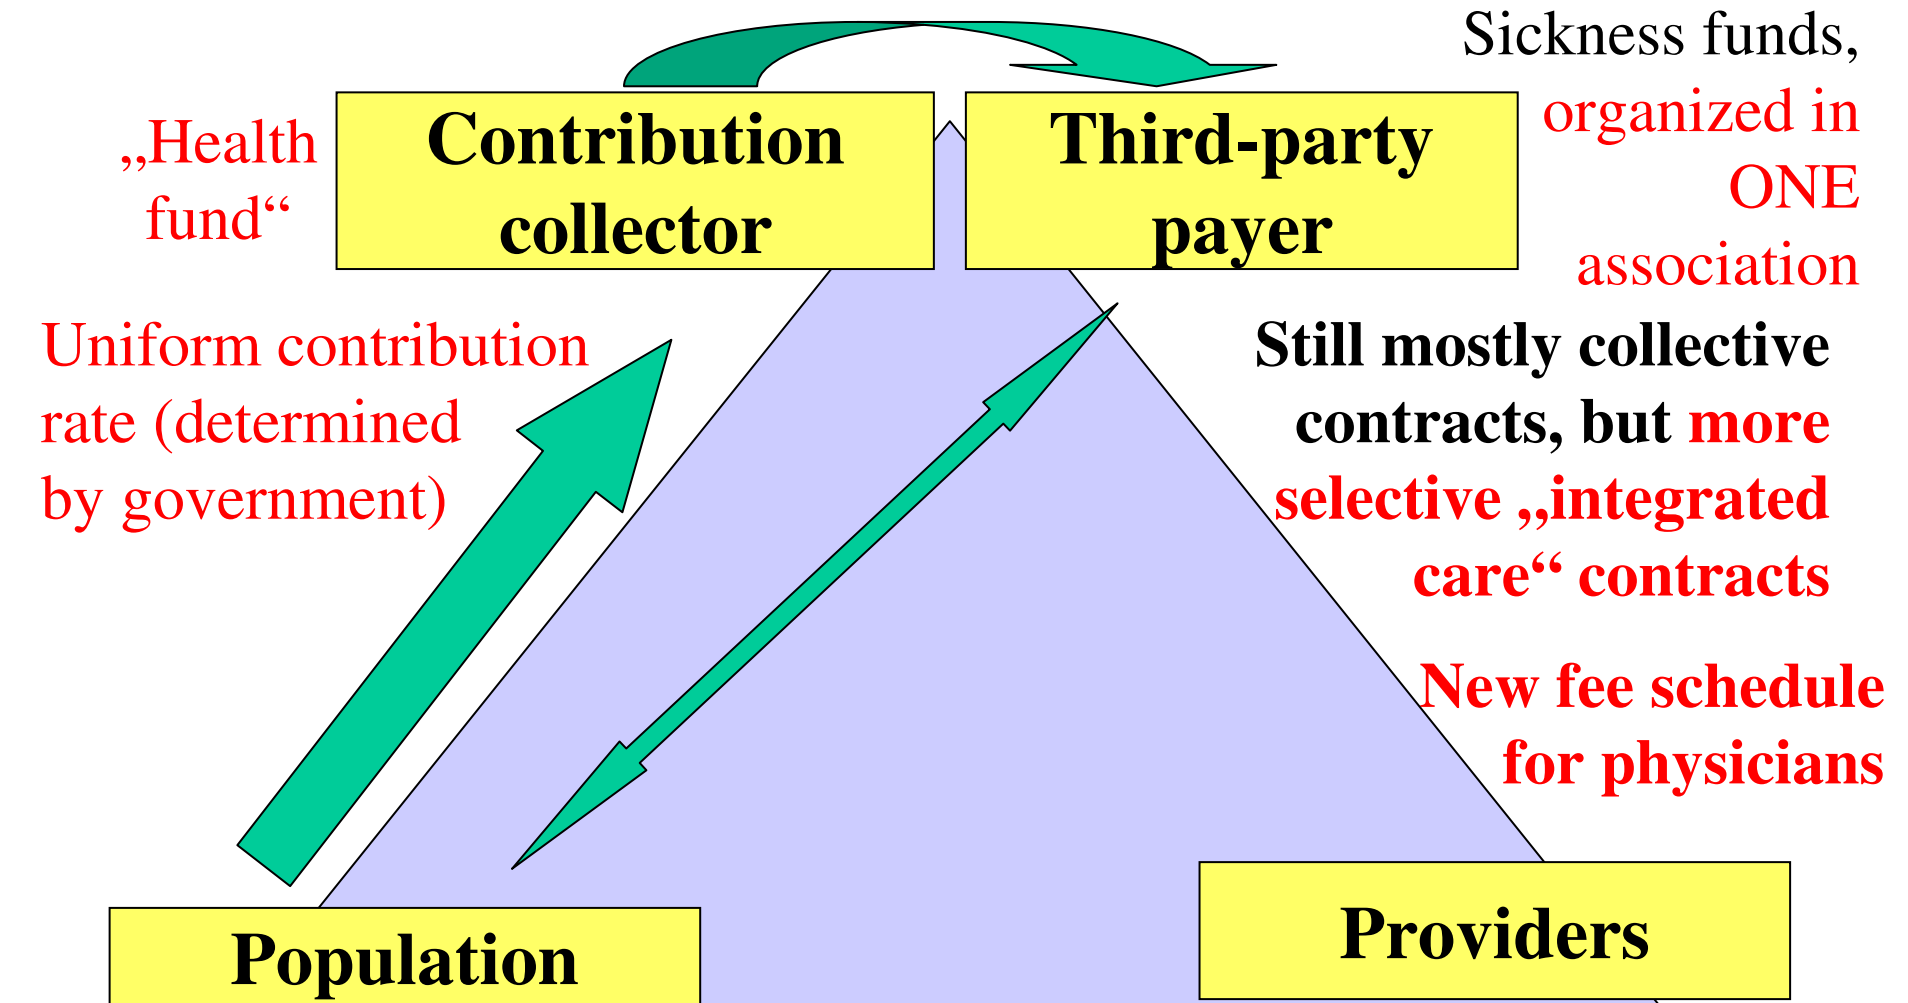 „Health
fund“
Contribution
collector
Third-party
payer
Sickness funds,
organized in
ONE
association
Uniform contribution
rate (determined
by government)
Still mostly collective
contracts, but more
selective „integrated
care“ contracts
New fee schedule
for physicians
Population
Providers